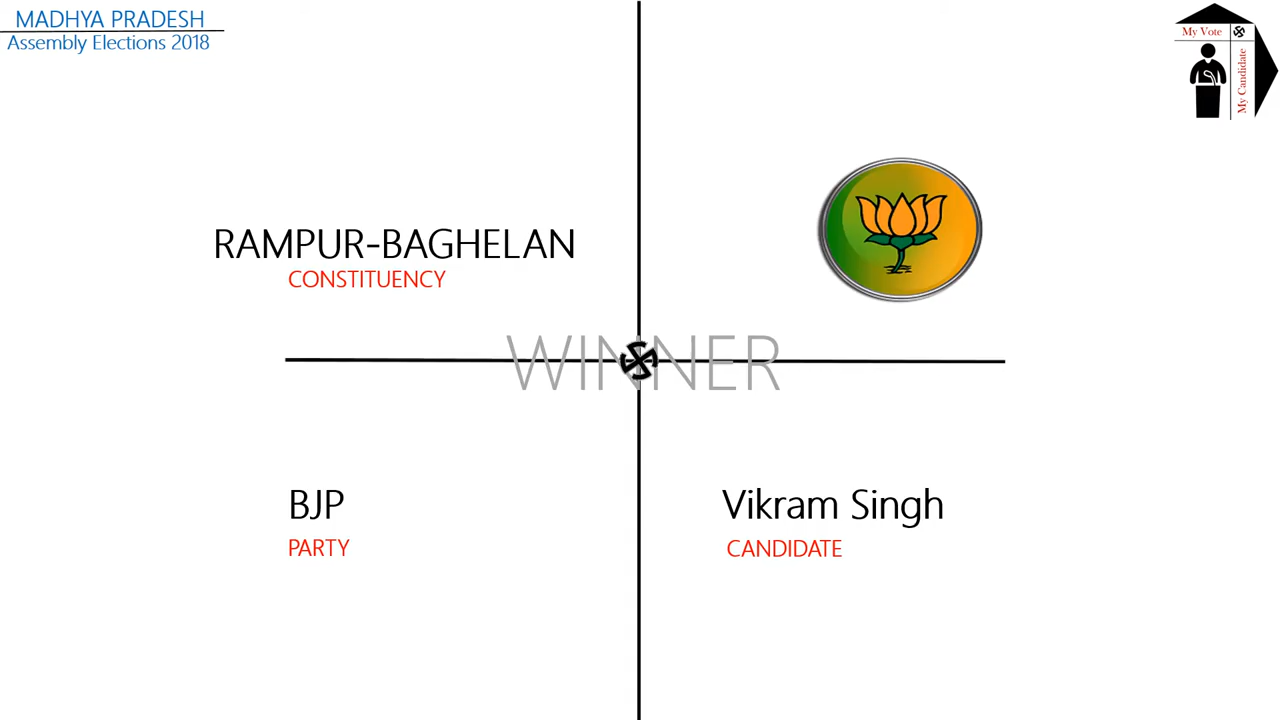 MADHYA PRADESH
Assembly Elections 2018
My Vote
My Candidate
RAMPUR-BAGHELAN
CONSTITUENCY
WINNER
BJP
PARTY
Vikram Singh
CANDIDATE